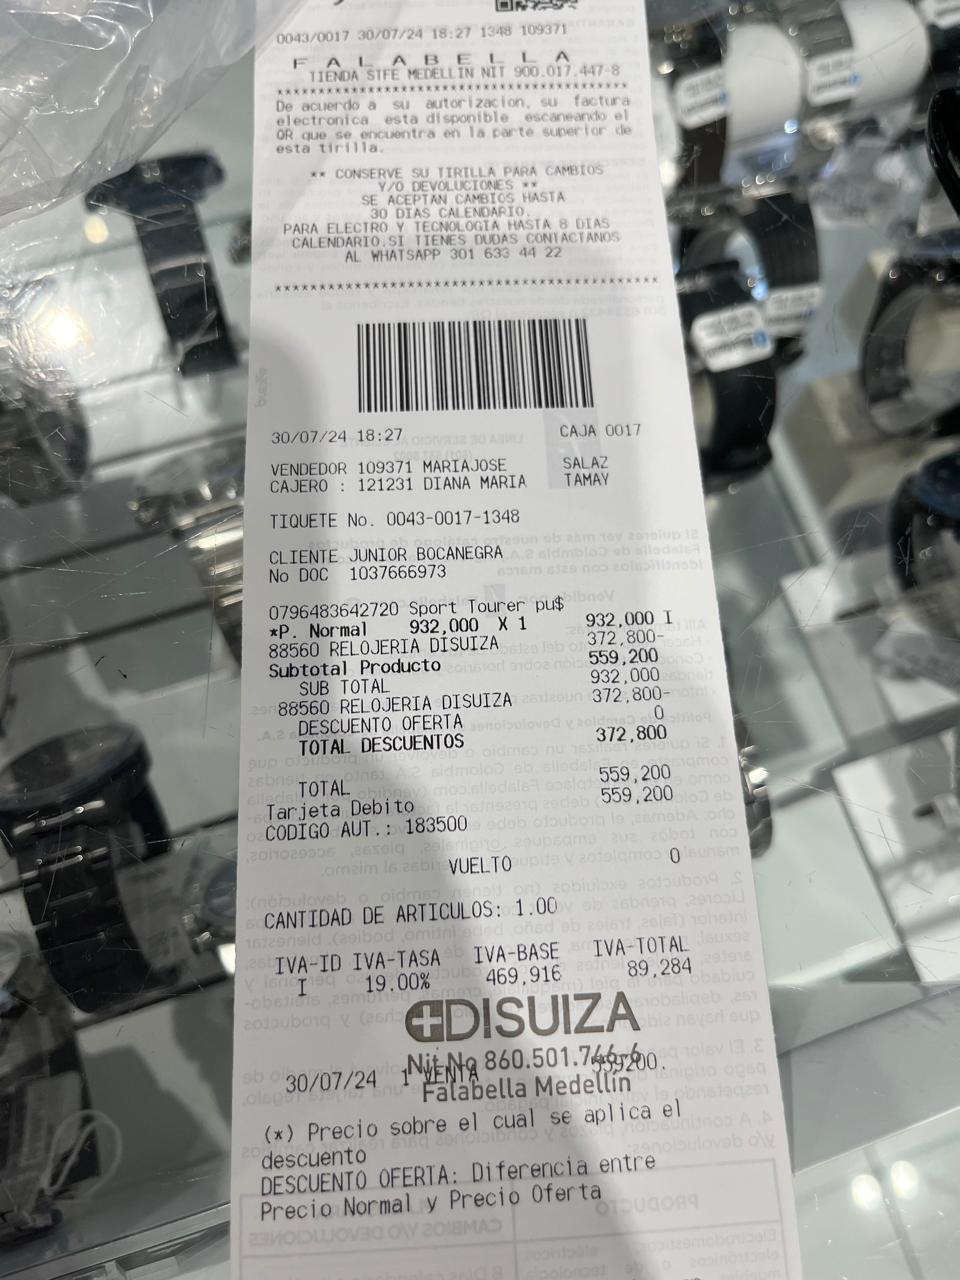 0043/0017 30/07/24 18:27 1348 109371
F A L A B E L L A
TIENDA STFE MEDELLIN NIT 900.017.447-8
****************************************
De acuerdo a su autorizacion, su factura
electronica esta disponible escaneando el
QR que se encuentra en la parte superior de
esta tirilla.
** CONSERVE SU TIRILLA PARA CAMBIOS
Y/O DEVOLUCIONES **
SE ACEPTAN CAMBIOS HASTA
30 DIAS CALENDARIO.
PARA ELECTRO Y TECNOLOGIA HASTA 8 DIAS
CALENDARIO.SI TIENES DUDAS CONTACTANOS
AL WHATSAPP 301 633 44 22
****************************************
30/07/24 18:27 CAJA 0017
VENDEDOR 109371 MARIAJOSE SALAZ
CAJERO : 121231 DIANA MARIA TAMAY
TIQUETE No. 0043-0017-1348
CLIENTE JUNIOR BOCANEGRA
No DOC 1037666973
0796483642720 Sport Tourer pu$
*P. Normal 932,000 X 1 932,000 I
88560 RELOJERIA DISUIZA 372,800-
Subtotal Producto 559,200
SUB TOTAL 932,000
88560 RELOJERIA DISUIZA 372,800-
DESCUENTO OFERTA 0
TOTAL DESCUENTOS 372,800
TOTAL 559,200
Tarjeta Debito 559,200
CODIGO AUT.: 183500
VUELTO 0
CANTIDAD DE ARTICULOS: 1.00
IVA-ID IVA-TASA IVA-BASE IVA-TOTAL
I 19.00% 469,916 89,284
DISUIZA
Nit No 860.501.
30/07/24 1 VENTA
Falabella Medellín
(*) Precio sobre el cual se aplica el
descuento
DESCUENTO OFERTA: Diferencia entre
Precio Normal y Precio Oferta